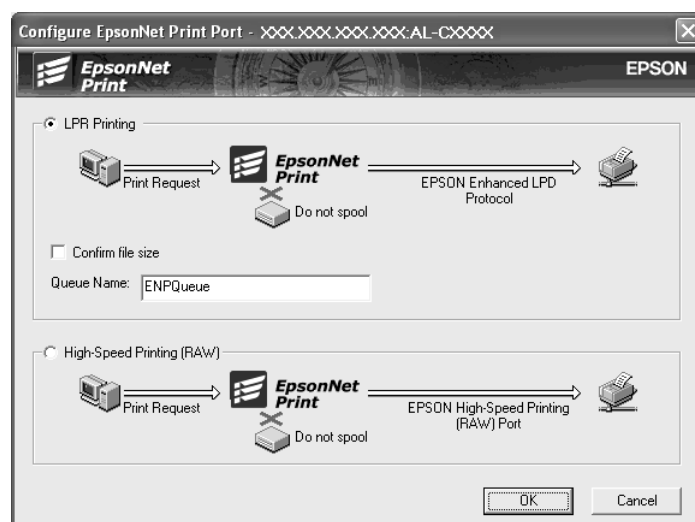 Configure EpsonNet Print Port - XXX.XXX.XXX.XXX:AL-CXXXX
EpsonNet
Print
EPSON
LPR Printing
Print Request
EpsonNet
Print
Do not spool
EPSON Enhanced LPD
Protocol
Confirm file size
Queue Name:
ENPQueue
High-Speed Printing (RAW)
Print Request
EpsonNet
Print
Do not spool
EPSON High-Speed Printing
(RAW) Port
OK
Cancel